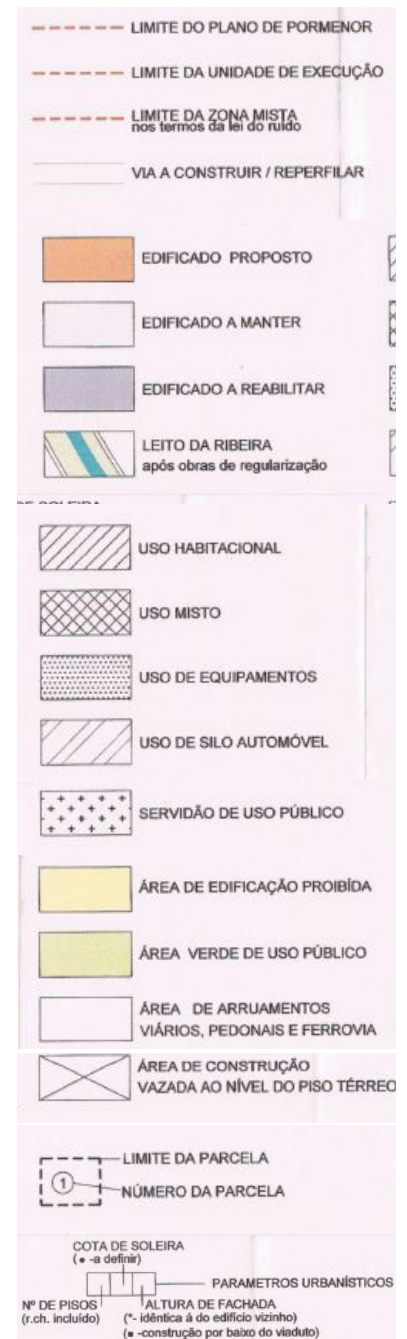 LIMITE DO PLANO DE PORMENOR
LIMITE DA UNIDADE DE EXECUÇÃO
LIMITE DA ZONA MISTA
nos termos da lei do ruído
VIA A CONSTRUIR / REPERFILAR
EDIFICADO PROPOSTO
EDIFICADO A MANTER
EDIFICADO A REABILITAR
LEITO DA RIBEIRA
após obras de regularização
USO HABITACIONAL
USO MISTO
USO DE EQUIPAMENTOS
USO DE SILO AUTOMÓVEL
SERVIDÃO DE USO PÚBLICO
ÁREA DE EDIFICAÇÃO PROIBÍDA
ÁREA VERDE DE USO PÚBLICO
ÁREA DE ARRUAMENTOS
VIÁRIOS, PEDONAIS E FERROVIA
ÁREA DE CONSTRUÇÃO
VAZADA AO NÍVEL DO PISO TÉRREO
LIMITE DA PARCELA
1
NÚMERO DA PARCELA
COTA DE SOLEIRA
(● -a definir)
PARAMETROS URBANÍSTICOS
Nº DE PISOS
(r.ch. incluído)
ALTURA DE FACHADA
(*- idêntica á do edifício vizinho)
(■ -construção por baixo do viaduto)